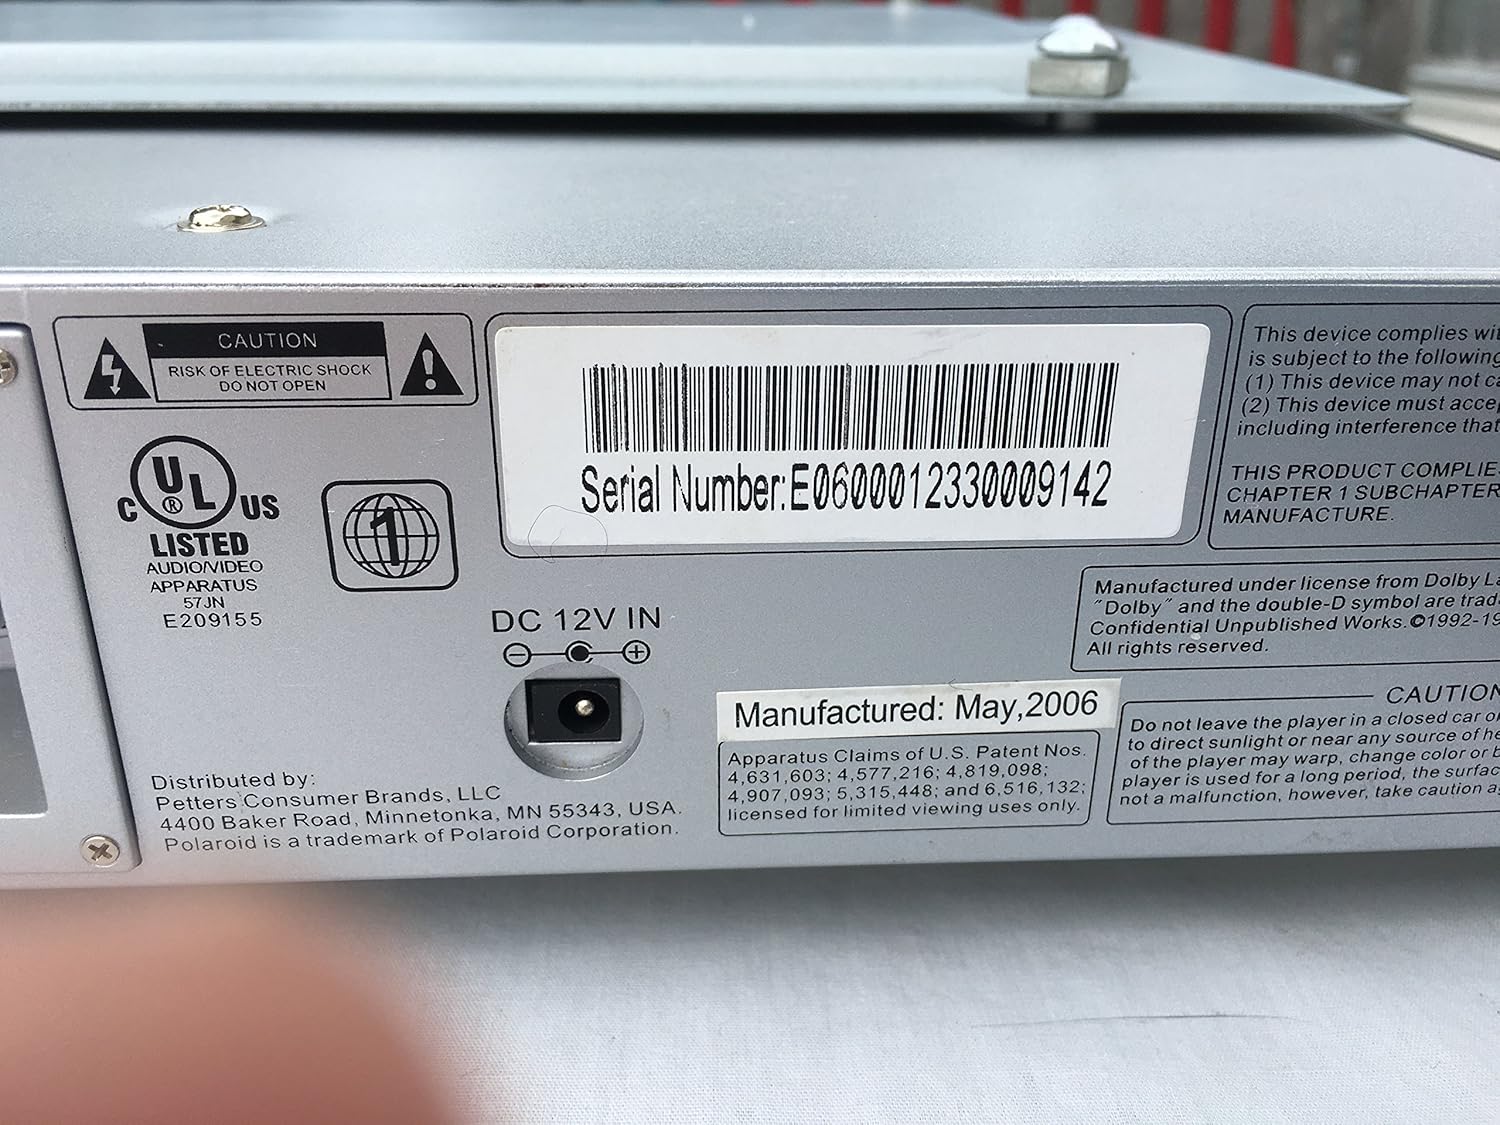 CAUTION
RISK OF ELECTRIC SHOCK
DO NOT OPEN
C UL ® US
LISTED
AUDIO/VIDEO
APPARATUS
57JN
E209155
1
Serial Number:E0600012330009142
DC 12V IN
Distributed by:
Petters Consumer Brands, LLC
4400 Baker Road, Minnetonka, MN 55343, USA.
Polaroid is a trademark of Polaroid Corporation.
Manufactured: May,2006
Apparatus Claims of U.S. Patent Nos.
4,631,603; 4,577,216; 4,819,098;
4,907,093; 5,315,448; and 6,516,132;
licensed for limited viewing uses only.
This device complies
is subject to the following
(1) This device may not
(2) This device must
including interference that
THIS PRODUCT
CHAPTER 1 SUBCHAPTER
MANUFACTURE.
Manufactured under license from Dolby
"Dolby" and the double-D symbol are
Confidential Unpublished Works.©1992-
All rights reserved.
CAUTION
Do not leave the player in a closed car or
to direct sunlight or near any source of
of the player may warp, change color or
player is used for a long period, the
not a malfunction, however, take caution